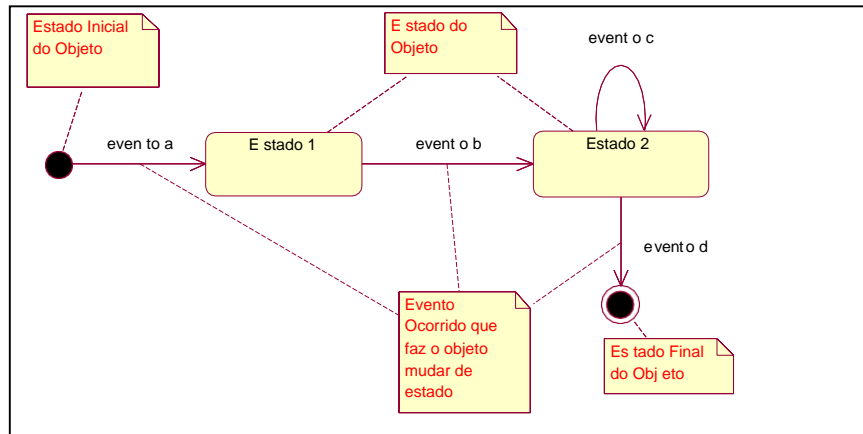 Estado Inicial
do Objeto
E stado do
Objeto
event o c
even to a
E stado 1
event o b
Estado 2
event o d
Evento
Ocorrido que
faz o objeto
mudar de
estado
Es tado Final
do Obj eto